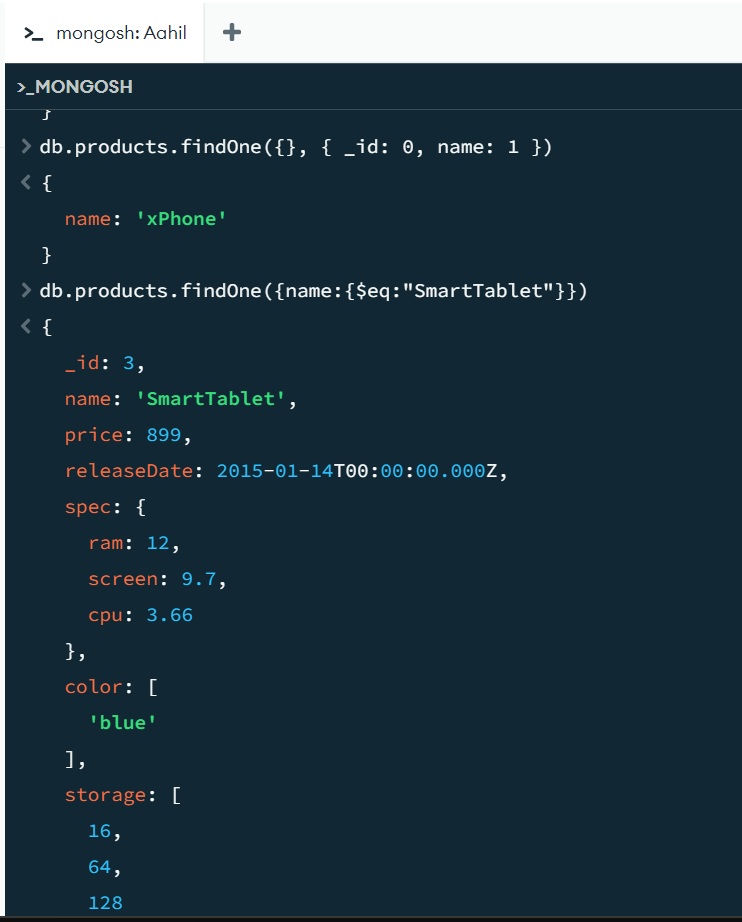 >_ mongosh: Aahil +
>_MONGOSH
}
> db.products.findOne({}, { _id: 0, name: 1 })
< {
name: 'xPhone'
}
> db.products.findOne({name:{$eq:"SmartTablet"}})
< {
_id: 3,
name: 'SmartTablet',
price: 899,
releaseDate: 2015-01-14T00:00:00.000Z,
spec: {
ram: 12,
screen: 9.7,
cpu: 3.66
},
color: [
'blue'
],
storage: [
16,
64,
128